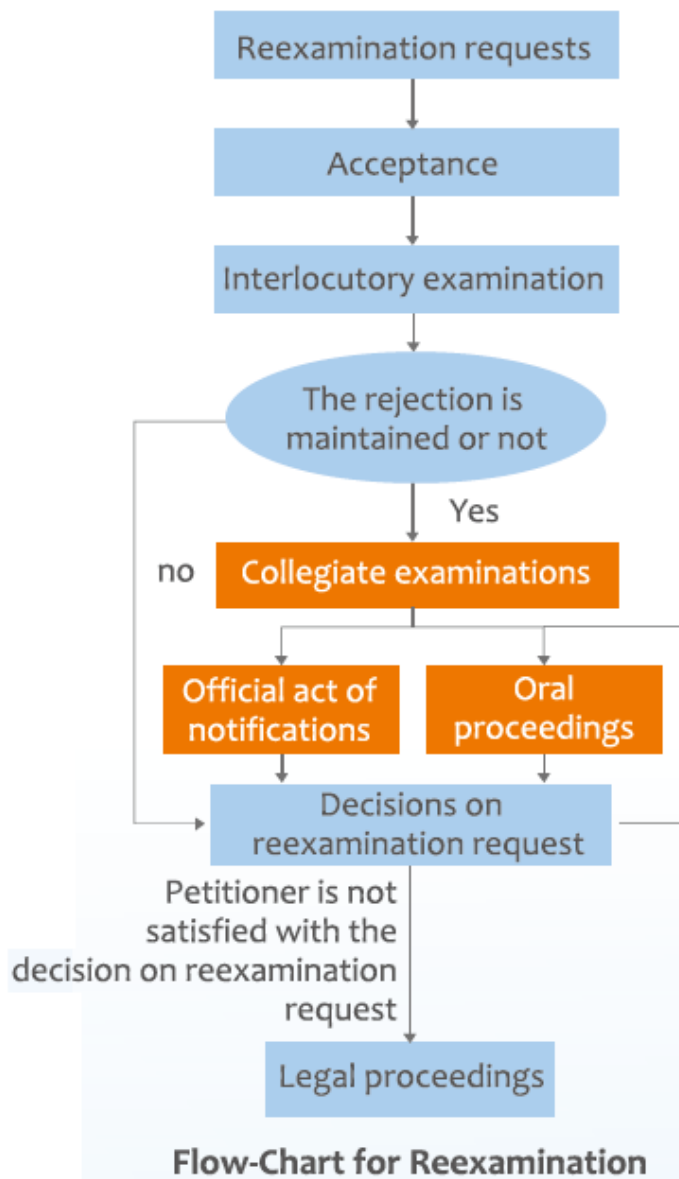 Reexamination requests
Acceptance
Interlocutory examination
The rejection is
maintained or not
Yes
no
Collegiate examinations
Official act of
notifications
Oral
proceedings
Decisions on
reexamination request
Petitioner is not
satisfied with the
decision on reexamination
request
Legal proceedings
Flow-Chart for Reexamination